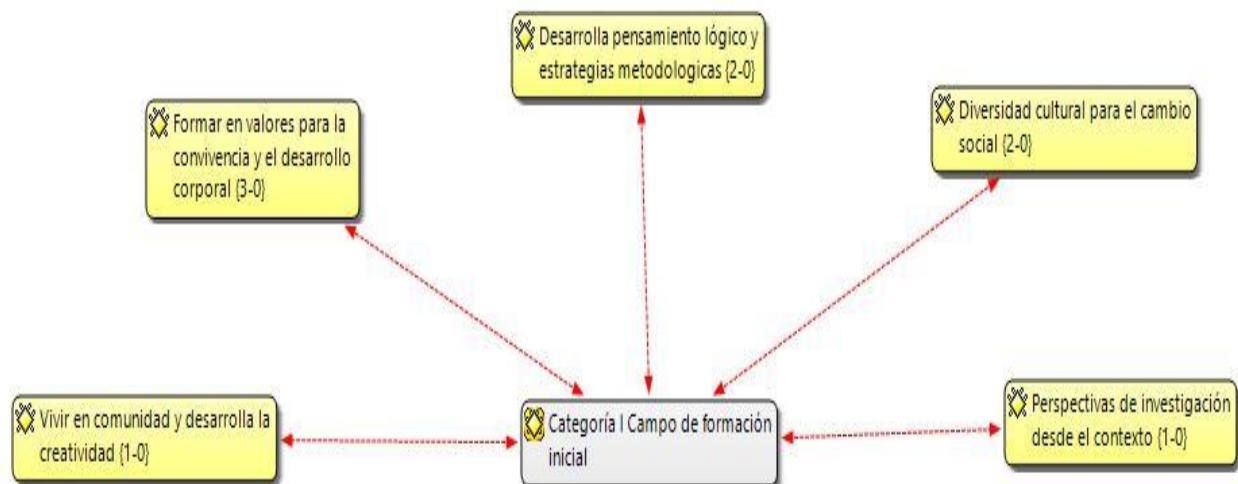 Desarrolla pensamiento lógico y
estrategias metodologicas {2-0}
Formar en valores para la
convivencia y el desarrollo
corporal {3-0}
Diversidad cultural para el cambio
social {2-0}
Vivir en comunidad y desarrolla la
creatividad {1-0}
Categoría I Campo de formación
inicial
Perspectivas de investigación
desde el contexto {1-0}